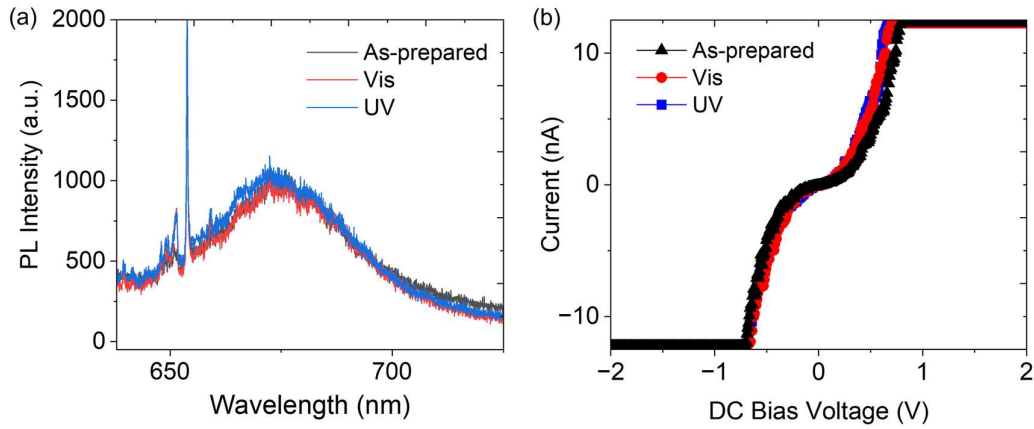 (a)
2000
1500
1000
500
0
PL Intensity (a.u.)
As-prepared
Vis
UV
650
700
Wavelength (nm)
(b)
10
0
−10
Current (nA)
As-prepared
Vis
UV
−2
−1
0
1
2
DC Bias Voltage (V)